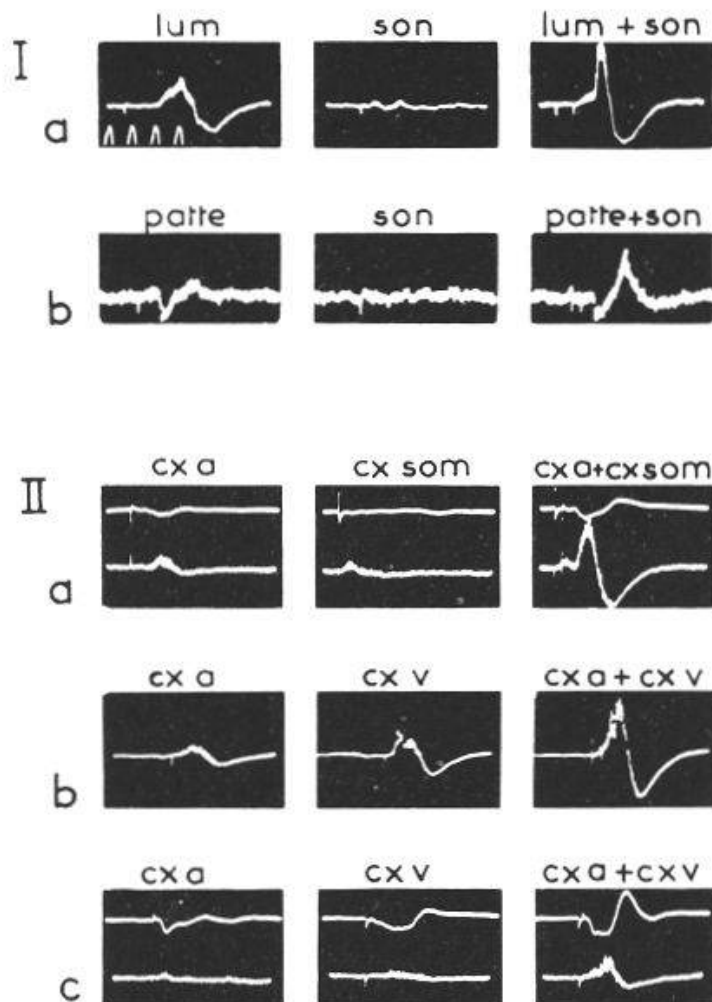 lum son lum + son
I
a
patte son patte+son
b
cx a cx som cx a+cx som
II
a
cx a cx v cx a + cx v
b
cx a cx v cx a + cx v
c